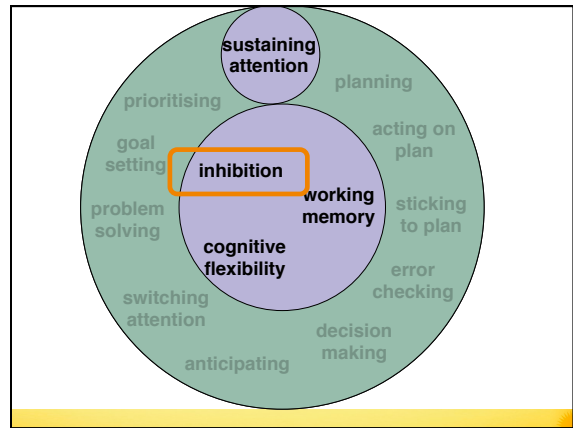 sustaining
attention
planning
prioritising
acting on
plan
goal
setting
inhibition
working
memory
sticking
to plan
problem
solving
cognitive
flexibility
error
checking
switching
attention
decision
making
anticipating